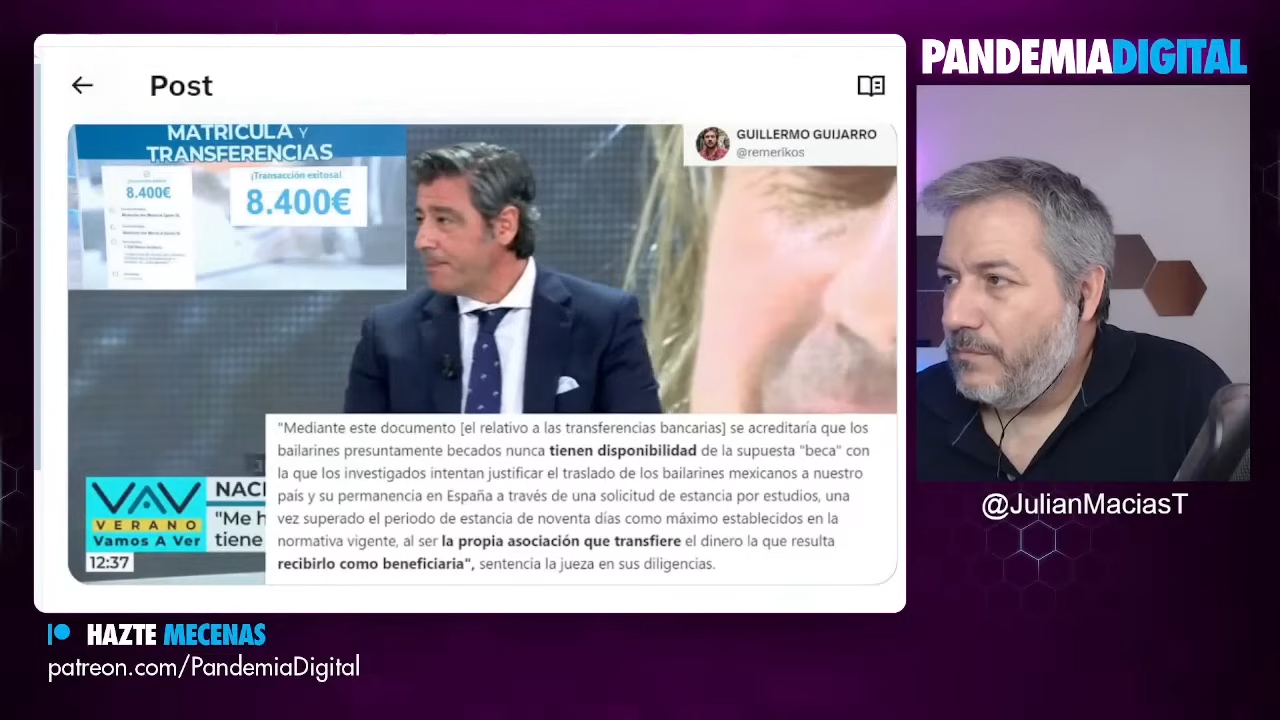 PANDEMIADIGITAL
Post
MATRÍCULA Y
TRANSFERENCIAS
8.400€
¡Transacción exitosa!
8.400€
GUILLERMO GUIJARRO
@remerikos
"Mediante este documento [el relativo a las transferencias bancarias] se acreditaría que los
bailarines presuntamente becados nunca tienen disponibilidad de la supuesta "beca" con
la que los investigados intentan justificar el traslado de los bailarines mexicanos a nuestro
país y su permanencia en España a través de una solicitud de estancia por estudios, una
vez superado el periodo de estancia de noventa días como máximo establecidos en la
normativa vigente, al ser la propia asociación que transfiere el dinero la que resulta
recibirlo como beneficiaria", sentencia la jueza en sus diligencias.
VAV
VERANO
Vamos A Ver
12:37
NACI
"Me h
tiene
@JulianMaciasT
HAZTE MECENAS
patreon.com/PandemiaDigital